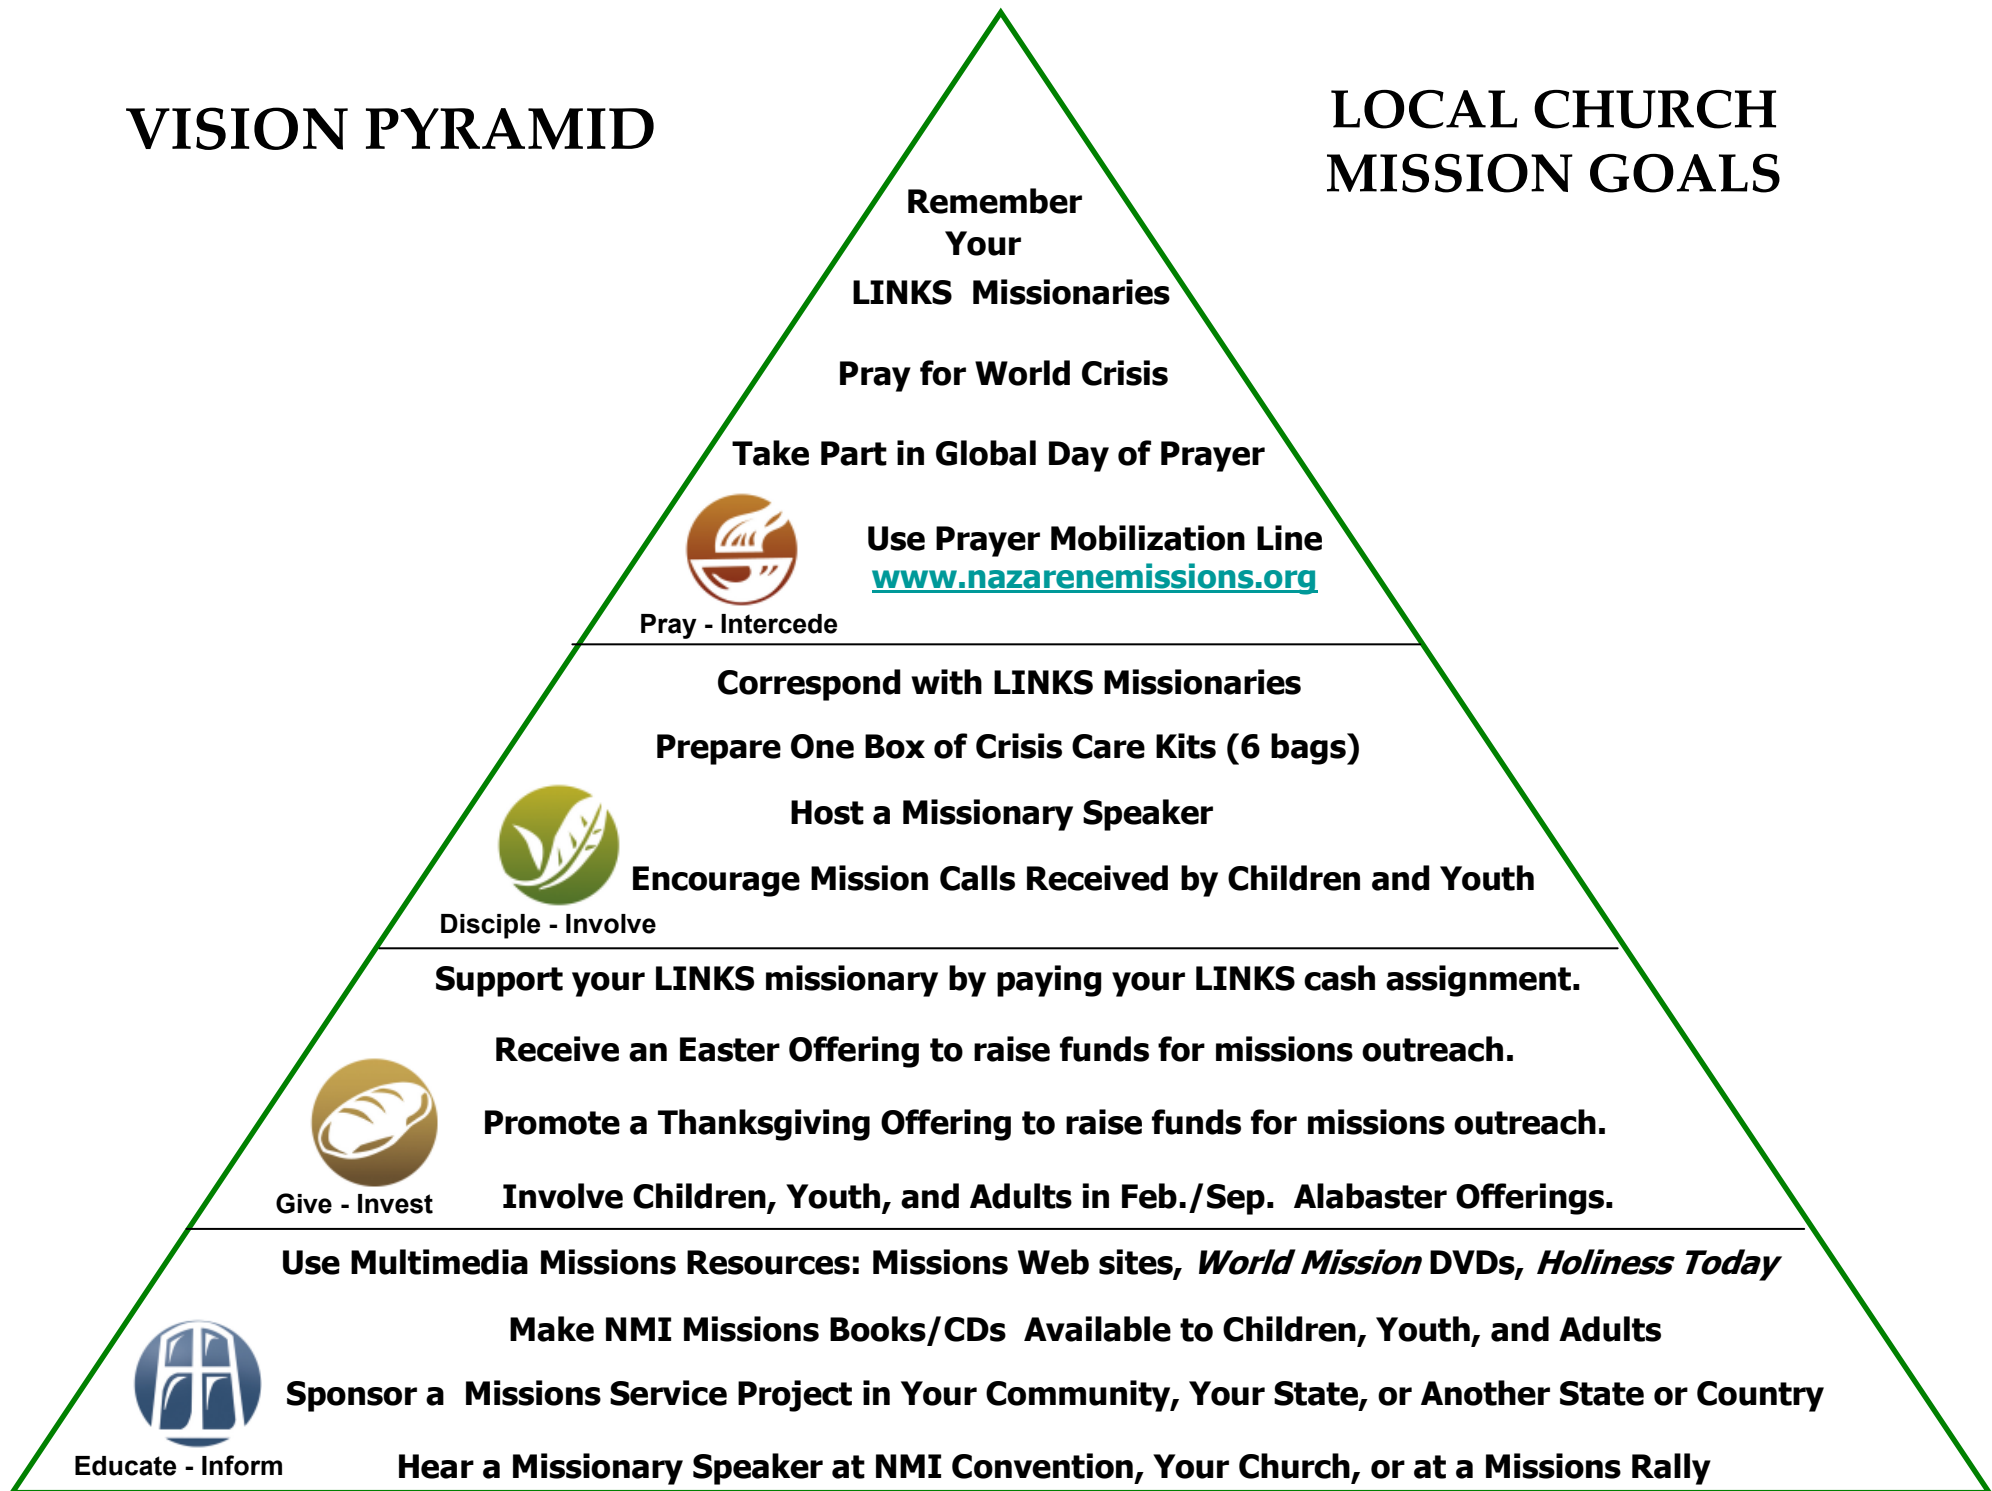 VISION PYRAMID
LOCAL CHURCH
MISSION GOALS
Remember
Your
LINKS  Missionaries
Pray for World Crisis
Take Part in Global Day of Prayer
Use Prayer Mobilization Line
www.nazarenemissions.org
Pray - Intercede
Correspond with LINKS Missionaries
Prepare One Box of Crisis Care Kits (6 bags)
Host a Missionary Speaker
Encourage Mission Calls Received by Children and Youth
Disciple - Involve
Support your LINKS missionary by paying your LINKS cash assignment.
Receive an Easter Offering to raise funds for missions outreach.
Promote a Thanksgiving Offering to raise funds for missions outreach.
Involve Children, Youth, and Adults in Feb./Sep.  Alabaster Offerings.
Give - Invest
Use Multimedia Missions Resources: Missions Web sites, World Mission DVDs, Holiness Today
Make NMI Missions Books/CDs  Available to Children, Youth, and Adults
Sponsor a  Missions Service Project in Your Community, Your State, or Another State or Country
Hear a Missionary Speaker at NMI Convention, Your Church, or at a Missions Rally
Educate - Inform